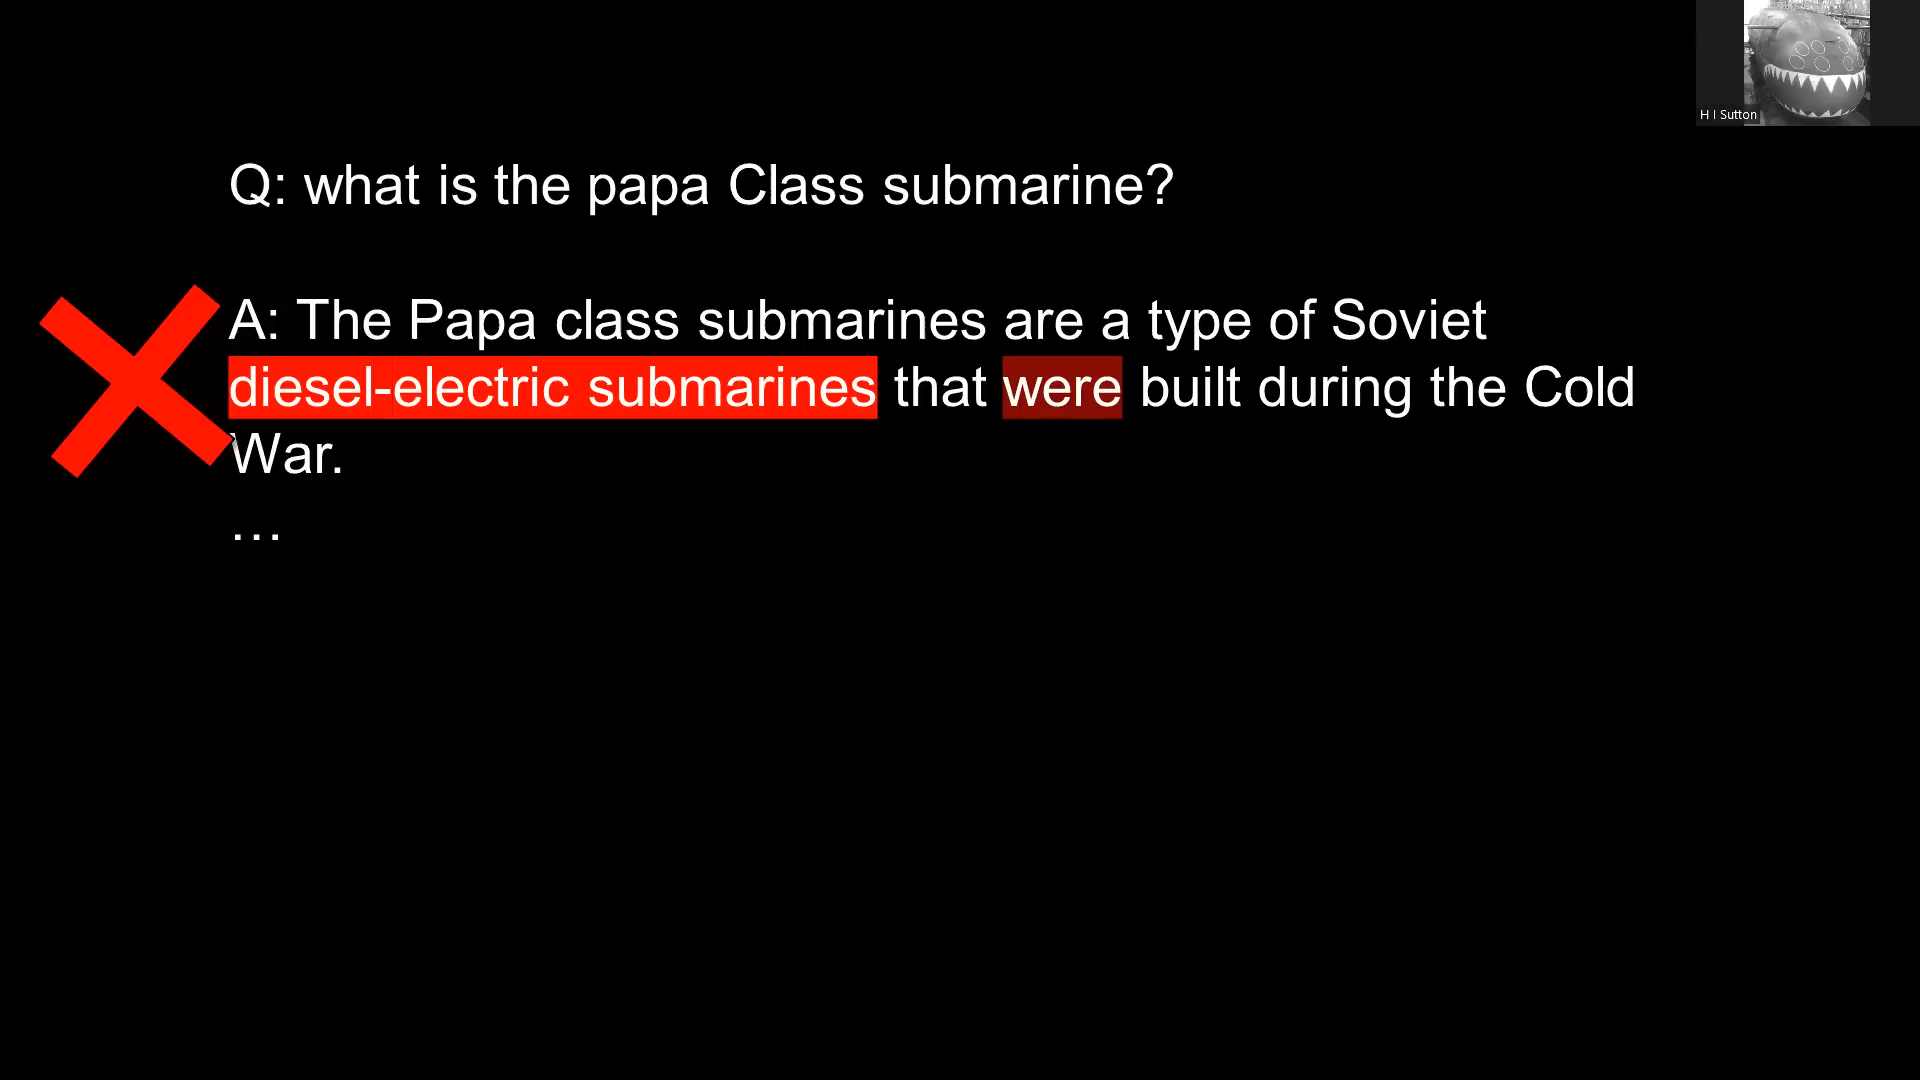 H I Sutton
Q: what is the papa Class submarine?
A: The Papa class submarines are a type of Soviet
diesel-electric submarines that were built during the Cold
War.
…